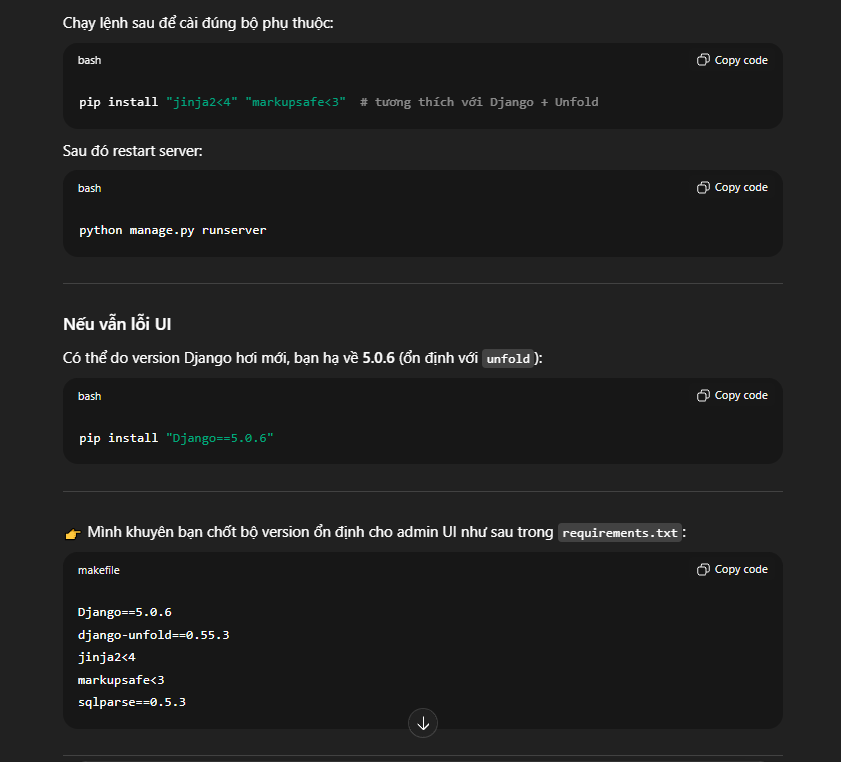 Chạy lệnh sau để cài đúng bộ phụ thuộc:
bash
Copy code
pip install "jinja2<4" "markupsafe<3"  # tương thích với Django + Unfold
Sau đó restart server:
bash
Copy code
python manage.py runserver
Nếu vẫn lỗi UI
Có thể do version Django hơi mới, bạn hạ về 5.0.6 (ổn định với unfold):
bash
Copy code
pip install "Django==5.0.6"
👉 Mình khuyên bạn chốt bộ version ổn định cho admin UI như sau trong requirements.txt:
makefile
Copy code
Django==5.0.6
django-unfold==0.55.3
jinja2<4
markupsafe<3
sqlparse==0.5.3